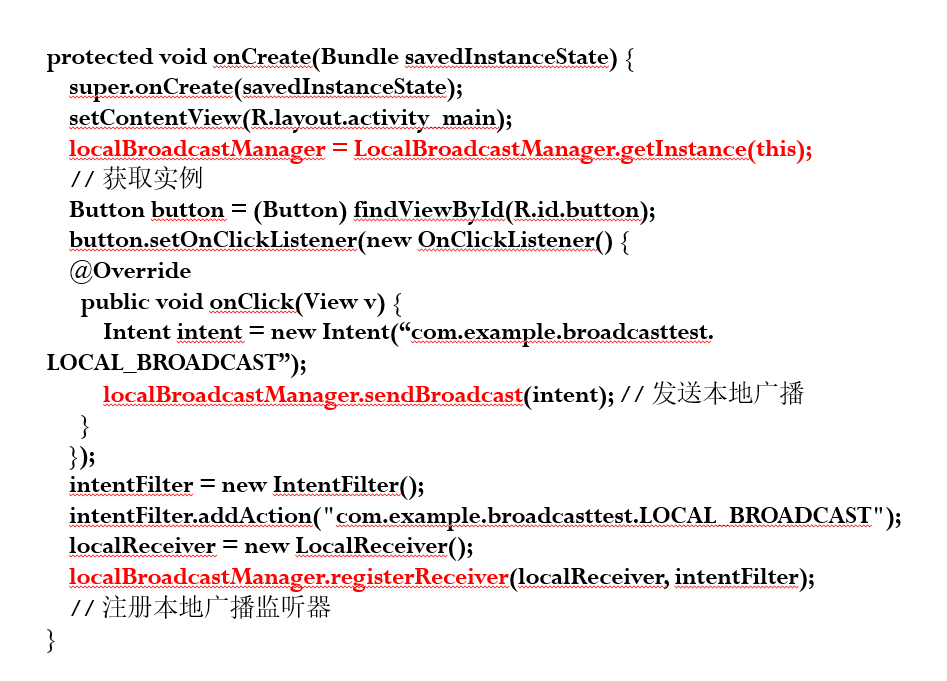 protected void onCreate(Bundle savedInstanceState) {
super.onCreate(savedInstanceState);
setContentView(R.layout.activity_main);
localBroadcastManager = LocalBroadcastManager.getInstance(this);
// 获取实例
Button button = (Button) findViewById(R.id.button);
button.setOnClickListener(new OnClickListener() {
@Override
public void onClick(View v) {
Intent intent = new Intent(“com.example.broadcasttest.
LOCAL_BROADCAST”);
localBroadcastManager.sendBroadcast(intent); // 发送本地广播
}
});
intentFilter = new IntentFilter();
intentFilter.addAction("com.example.broadcasttest.LOCAL_BROADCAST");
localReceiver = new LocalReceiver();
localBroadcastManager.registerReceiver(localReceiver, intentFilter);
// 注册本地广播监听器
}